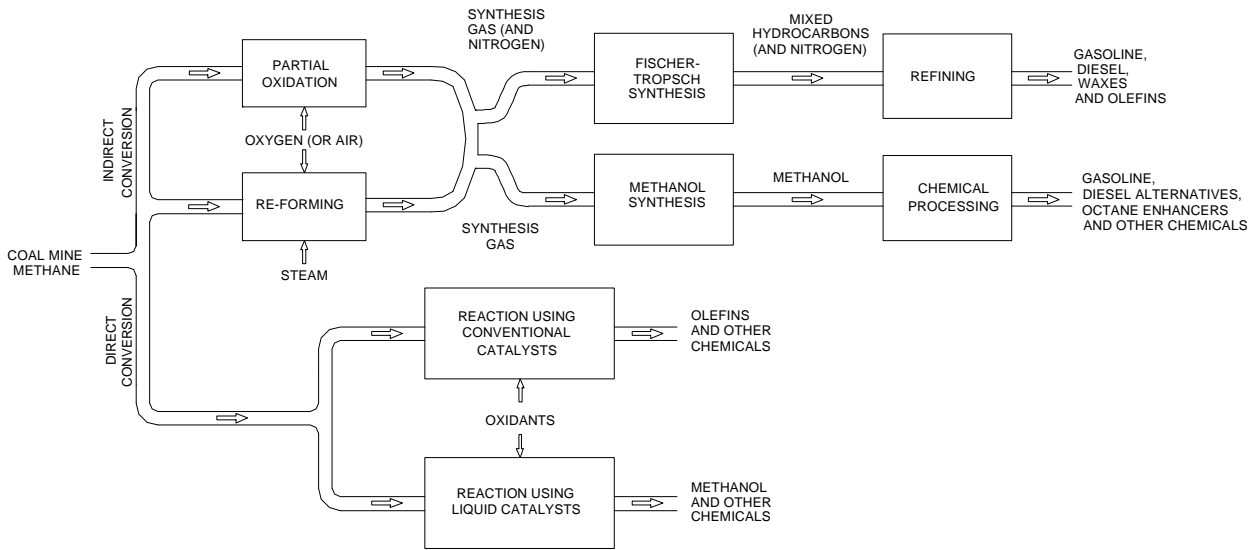 SYNTHESIS
GAS (AND
NITROGEN)
MIXED
HYDROCARBONS
(AND NITROGEN)
PARTIAL
OXIDATION
FISCHER-
TROPSCH
SYNTHESIS
REFINING
GASOLINE,
DIESEL,
WAXES
AND OLEFINS
INDIRECT
CONVERSION
OXYGEN (OR AIR)
RE-FORMING
METHANOL
SYNTHESIS
METHANOL
CHEMICAL
PROCESSING
GASOLINE,
DIESEL ALTERNATIVES,
OCTANE ENHANCERS
AND OTHER CHEMICALS
SYNTHESIS
GAS
COAL MINE
METHANE
STEAM
DIRECT
CONVERSION
REACTION USING
CONVENTIONAL
CATALYSTS
OLEFINS
AND OTHER
CHEMICALS
OXIDANTS
REACTION USING
LIQUID CATALYSTS
METHANOL
AND OTHER
CHEMICALS